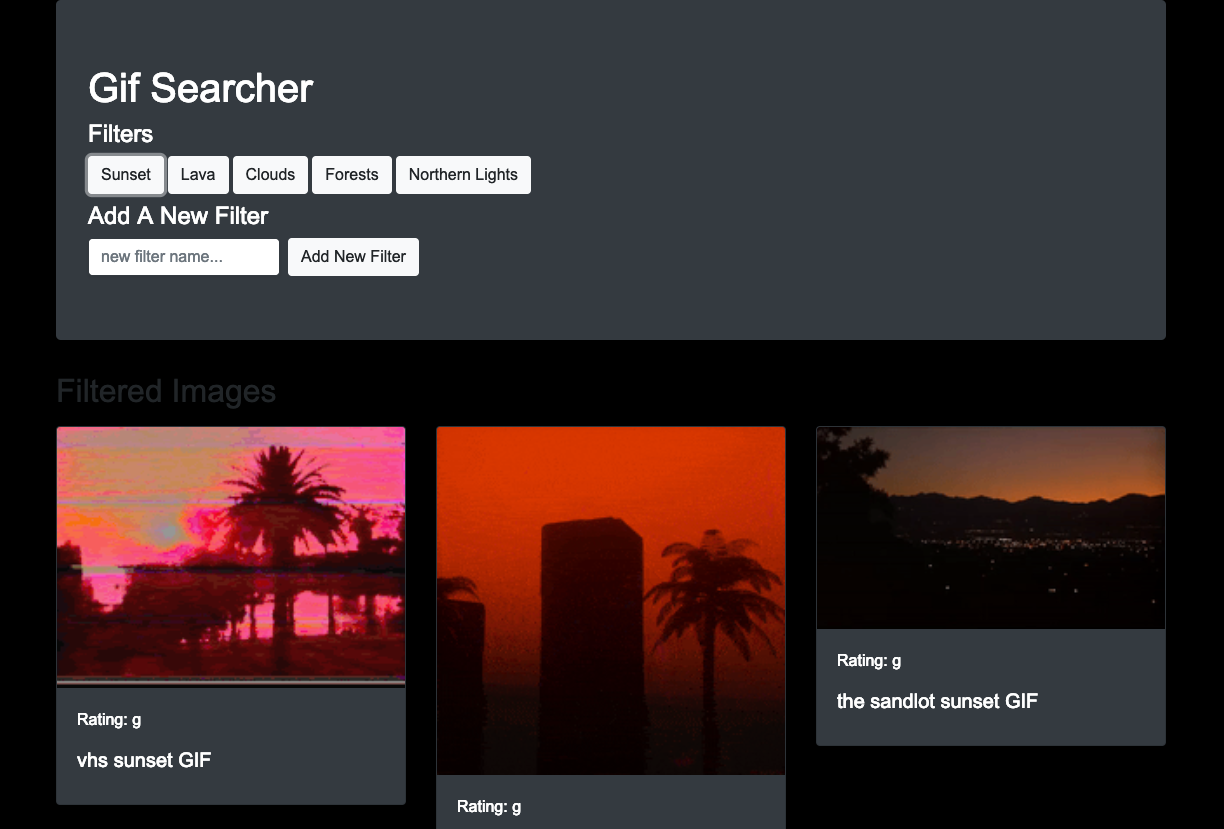 Gif Searcher
Filters
Sunset Lava Clouds Forests Northern Lights
Add A New Filter
new filter name... Add New Filter
Filtered Images
Rating: g
vhs sunset GIF
Rating: g
Rating: g
the sandlot sunset GIF